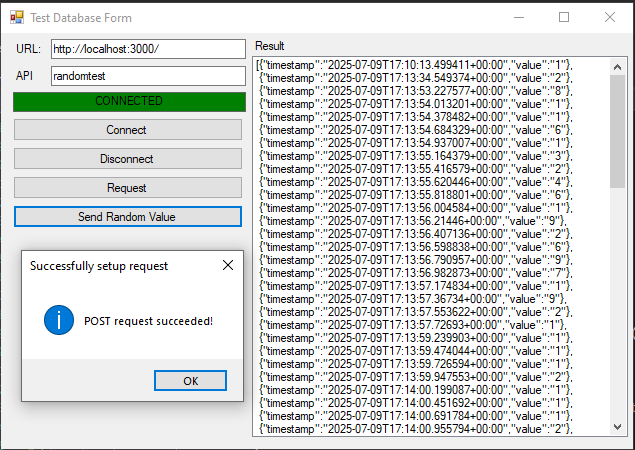 Test Database Form
URL: http://localhost:3000/
API randomtest
CONNECTED
Connect
Disconnect
Request
Send Random Value
Successfully setup request
POST request succeeded!
OK
Result
[{"timestamp":"2025-07-09T17:10:13.499411+00:00","value":"1"},
{"timestamp":"2025-07-09T17:13:34.549374+00:00","value":"2"},
{"timestamp":"2025-07-09T17:13:53.227577+00:00","value":"8"},
{"timestamp":"2025-07-09T17:13:54.013201+00:00","value":"1"},
{"timestamp":"2025-07-09T17:13:54.378482+00:00","value":"1"},
{"timestamp":"2025-07-09T17:13:54.684329+00:00","value":"6"},
{"timestamp":"2025-07-09T17:13:54.937007+00:00","value":"1"},
{"timestamp":"2025-07-09T17:13:55.164379+00:00","value":"3"},
{"timestamp":"2025-07-09T17:13:55.416579+00:00","value":"2"},
{"timestamp":"2025-07-09T17:13:55.620446+00:00","value":"4"},
{"timestamp":"2025-07-09T17:13:55.818801+00:00","value":"6"},
{"timestamp":"2025-07-09T17:13:56.004584+00:00","value":"1"},
{"timestamp":"2025-07-09T17:13:56.21446+00:00","value":"9"},
{"timestamp":"2025-07-09T17:13:56.407136+00:00","value":"2"},
{"timestamp":"2025-07-09T17:13:56.598838+00:00","value":"6"},
{"timestamp":"2025-07-09T17:13:56.790957+00:00","value":"9"},
{"timestamp":"2025-07-09T17:13:56.982873+00:00","value":"7"},
{"timestamp":"2025-07-09T17:13:57.174834+00:00","value":"1"},
{"timestamp":"2025-07-09T17:13:57.36734+00:00","value":"9"},
{"timestamp":"2025-07-09T17:13:57.553622+00:00","value":"2"},
{"timestamp":"2025-07-09T17:13:57.72693+00:00","value":"1"},
{"timestamp":"2025-07-09T17:13:59.239903+00:00","value":"1"},
{"timestamp":"2025-07-09T17:13:59.474044+00:00","value":"1"},
{"timestamp":"2025-07-09T17:13:59.726594+00:00","value":"1"},
{"timestamp":"2025-07-09T17:13:59.947553+00:00","value":"2"},
{"timestamp":"2025-07-09T17:14:00.199087+00:00","value":"1"},
{"timestamp":"2025-07-09T17:14:00.451692+00:00","value":"1"},
{"timestamp":"2025-07-09T17:14:00.691784+00:00","value":"1"},
{"timestamp":"2025-07-09T17:14:00.955794+00:00","value":"2"},